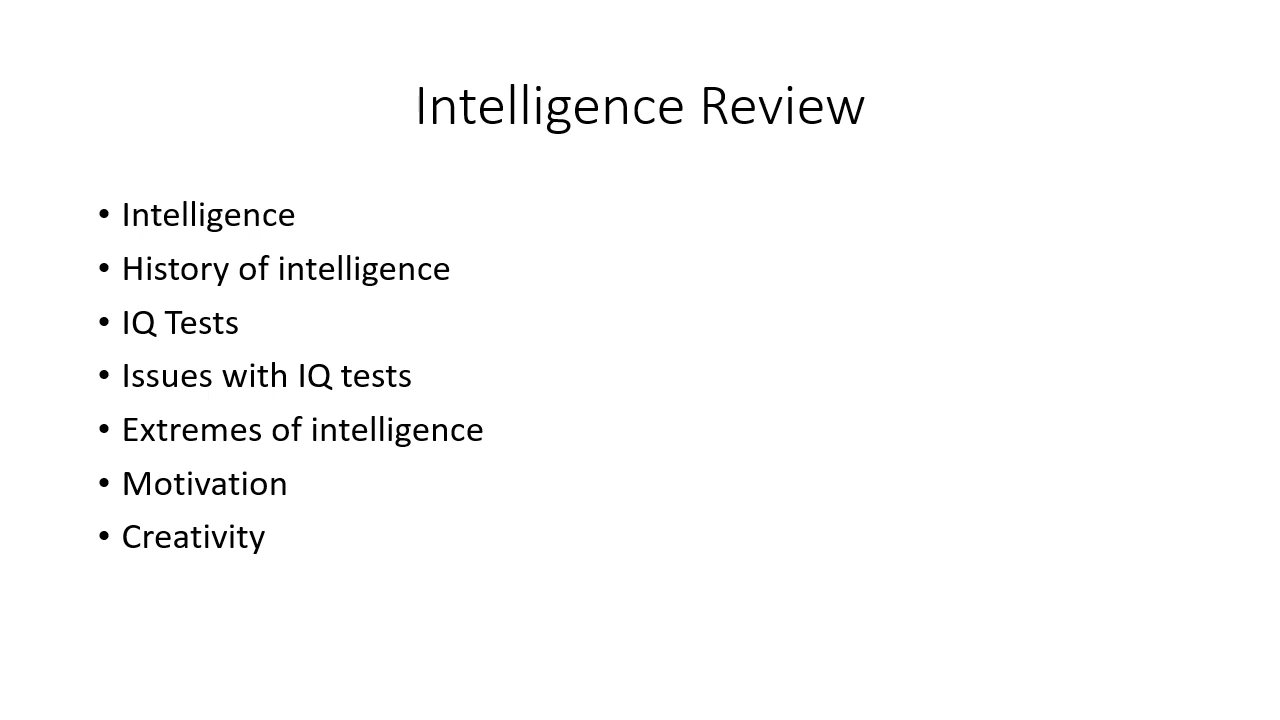 Intelligence Review
• Intelligence
• History of intelligence
• IQ Tests
• Issues with IQ tests
• Extremes of intelligence
• Motivation
• Creativity